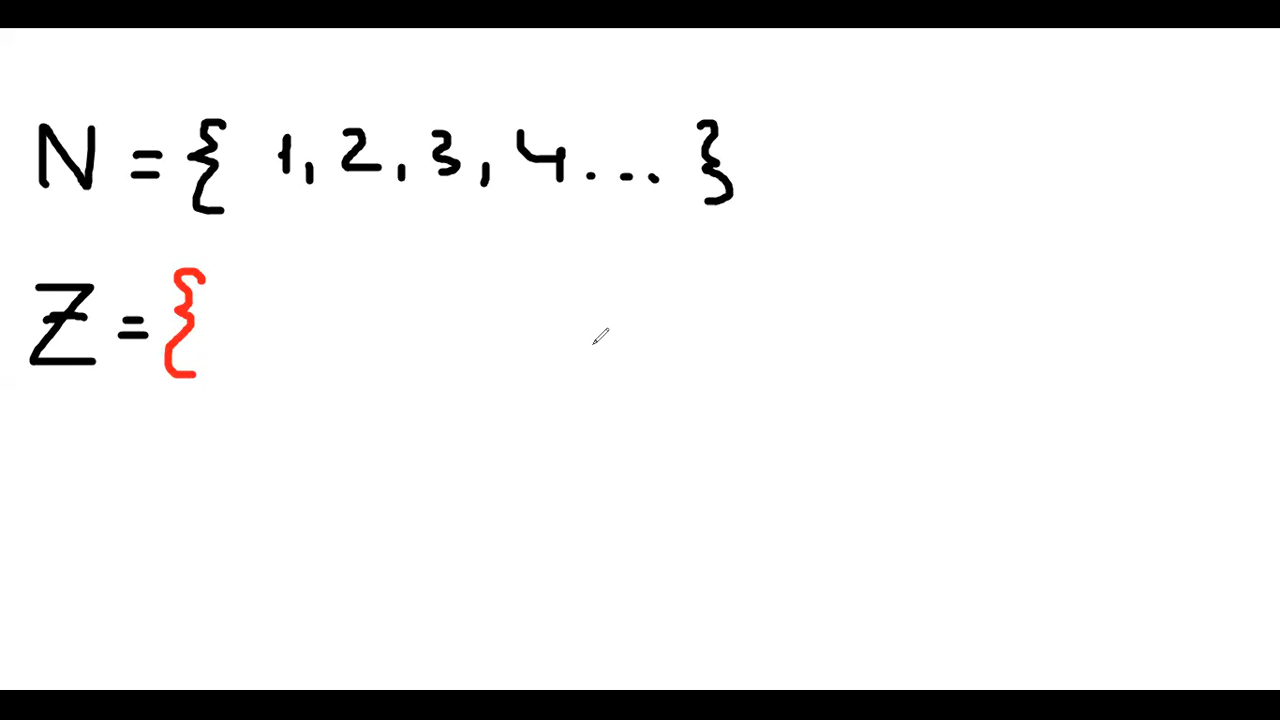 N = { 1, 2, 3, 4... }
Z = {